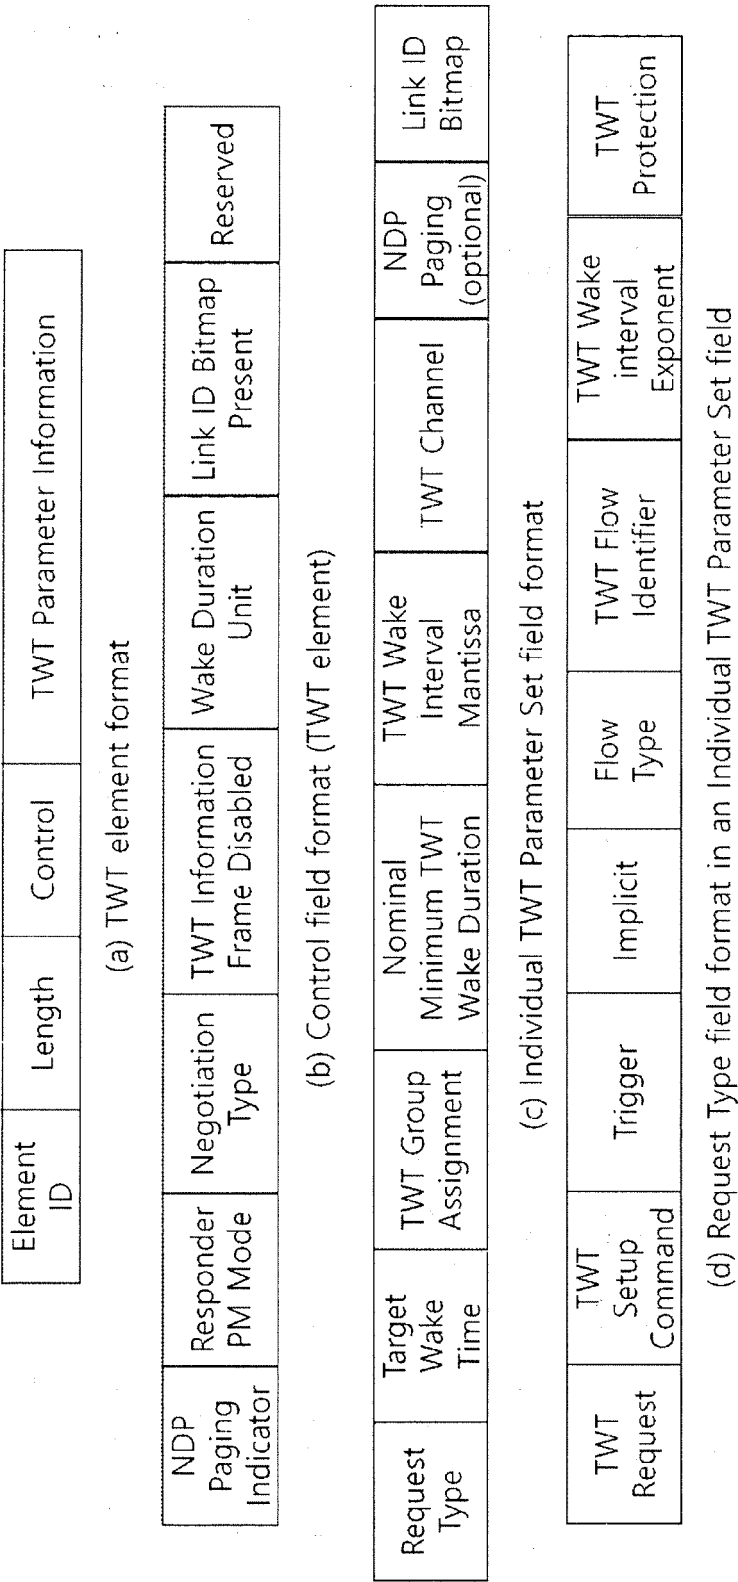 Element
ID
Length
Control
TWT Parameter Information
(a) TWT element format
NDP
Paging
Indicator
Responder
PM Mode
Negotiation
Type
TWT Information
Frame Disabled
Wake Duration
Unit
Link ID Bitmap
Present
Reserved
(b) Control field format (TWT element)
Request
Type
Target
Wake
Time
TWT Group
Assignment
Nominal
Minimum TWT
Wake Duration
TWT Wake
Interval
Mantissa
TWT Channel
NDP
Paging
(optional)
Link ID
Bitmap
(c) Individual TWT Parameter Set field format
TWT
Request
TWT
Setup
Command
Trigger
Implicit
Flow
Type
TWT Flow
Identifier
TWT Wake
interval
Exponent
TWT
Protection
(d) Request Type field format in an Individual TWT Parameter Set field